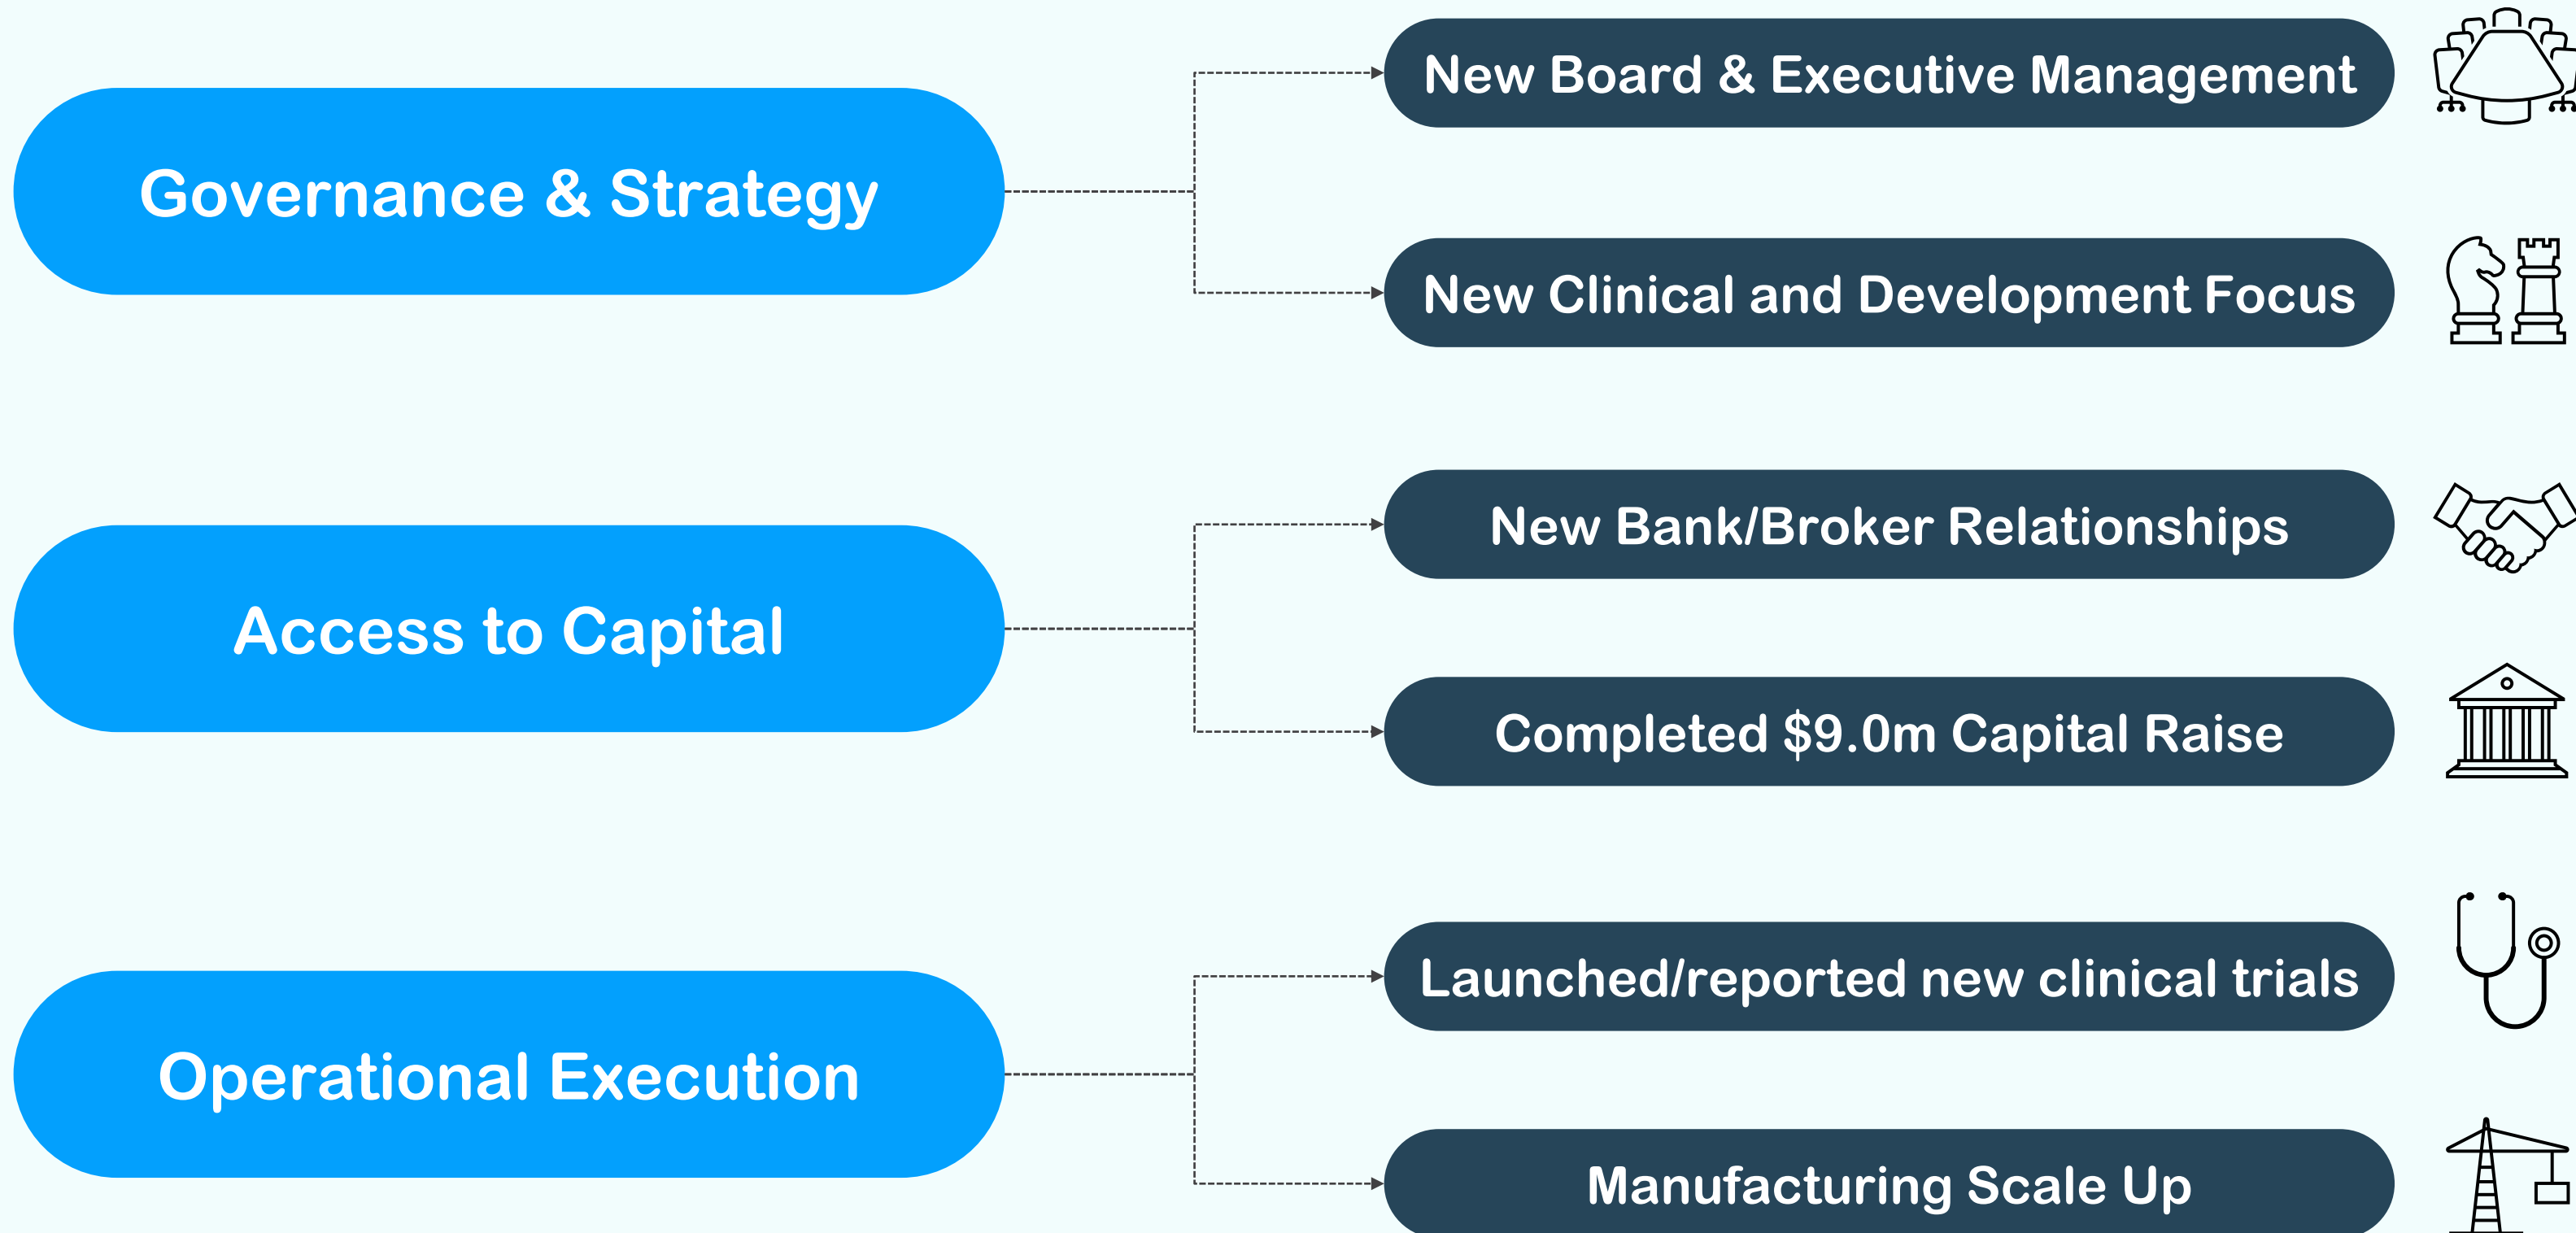 Governance & Strategy
New Board & Executive Management
New Clinical and Development Focus
Access to Capital
New Bank/Broker Relationships
Completed $9.0m Capital Raise
Operational Execution
Launched/reported new clinical trials
Manufacturing Scale Up